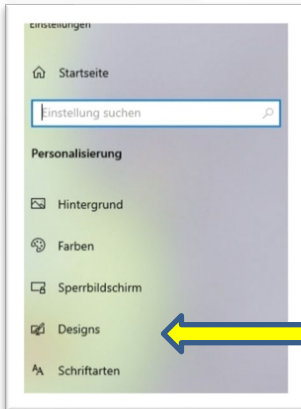 Einstellungen
Startseite
Einstellung suchen
Personalisierung
Hintergrund
Farben
Sperrbildschirm
Designs
Schriftarten